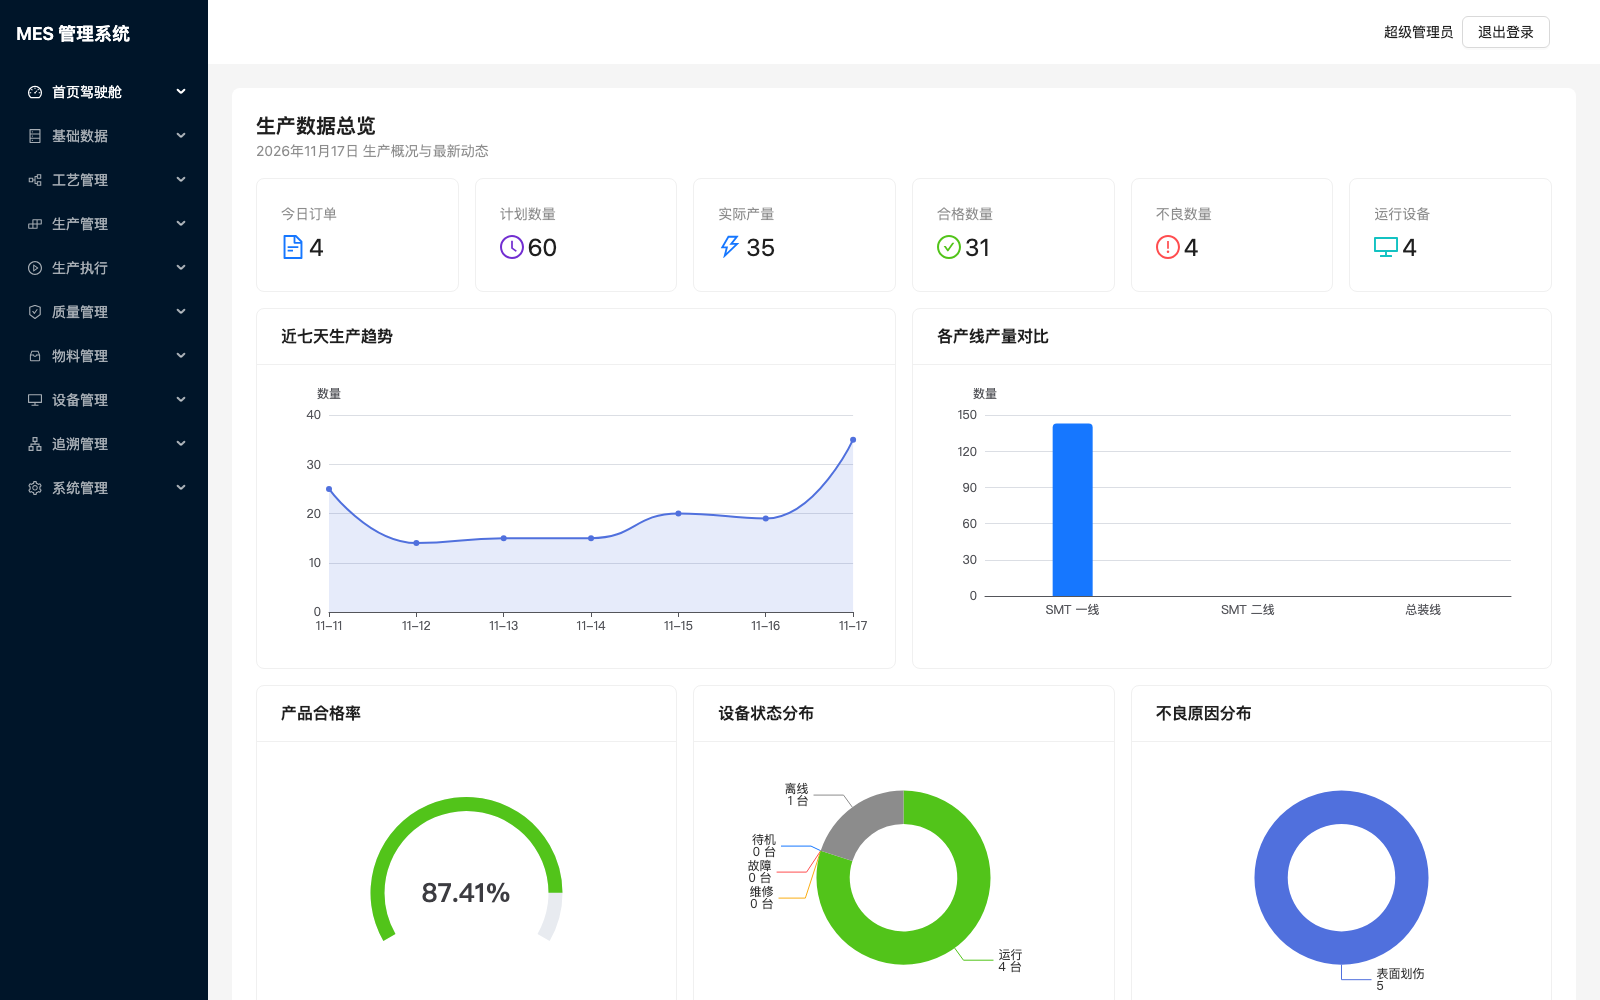 MES 管理系统
首页驾驶舱
基础数据
工艺管理
生产管理
生产执行
质量管理
物料管理
设备管理
追溯管理
系统管理
超级管理员
退出登录
生产数据总览
2026年11月17日 生产概况与最新动态
今日订单
4
计划数量
60
实际产量
35
合格数量
31
不良数量
4
运行设备
4
近七天生产趋势
数量
40
30
20
10
0
11-11 11-12 11-13 11-14 11-15 11-16 11-17
各产线产量对比
数量
150
120
90
60
30
0
SMT 一线 SMT 二线 总装线
产品合格率
87.41%
设备状态分布
离线
1 台
待机
0 台
故障
0 台
维修
0 台
运行
4 台
不良原因分布
表面划伤
5